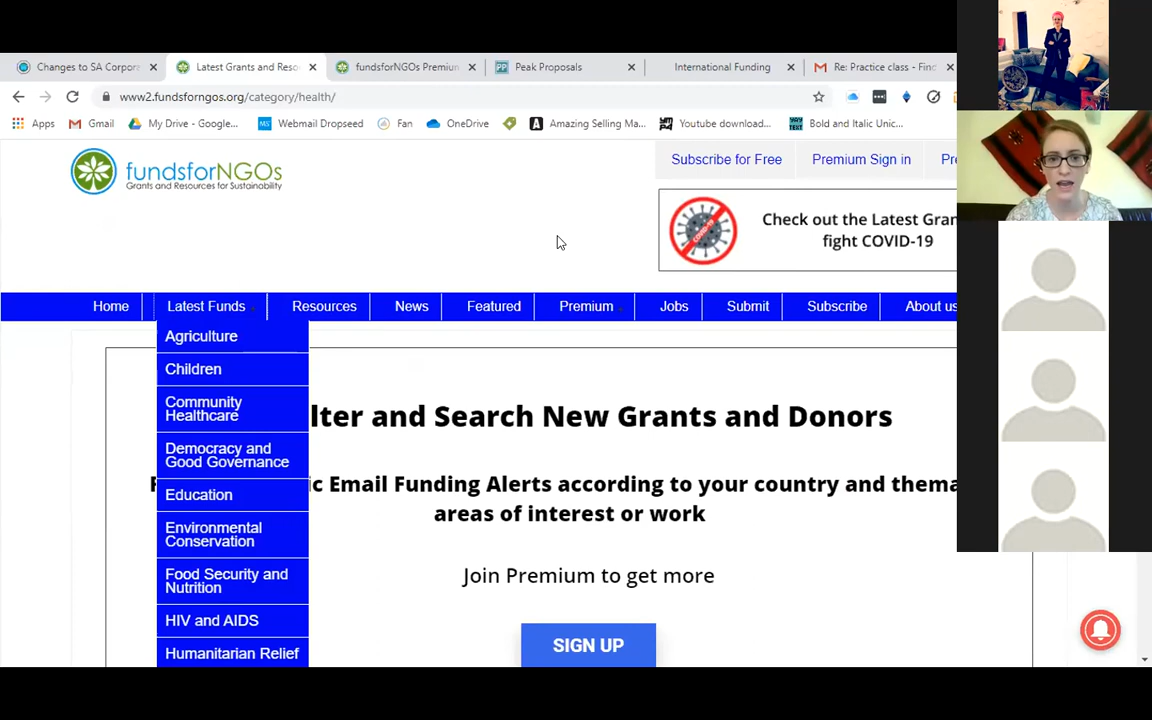 Changes to SA Corpora
Latest Grants and Reso
fundsforNGOs Premium
PP Peak Proposals
International Funding
Re: Practice class - Find
www2.fundsforngos.org/category/health/
Apps
Gmail
My Drive - Google...
Webmail Dropseed
Fan
OneDrive
Amazing Selling Ma...
Youtube download...
Bold and Italic Unic...
fundsforNGOs
Grants and Resources for Sustainability
Subscribe for Free
Premium Sign in
Pre
Check out the Latest Gran
fight COVID-19
Home
Latest Funds
Resources
News
Featured
Premium
Jobs
Submit
Subscribe
About us
Agriculture
Children
Community
Healthcare
Democracy and
Good Governance
Education
Environmental
Conservation
Food Security and
Nutrition
HIV and AIDS
Humanitarian Relief
lter and Search New Grants and Donors
ic Email Funding Alerts according to your country and thema
areas of interest or work
Join Premium to get more
SIGN UP